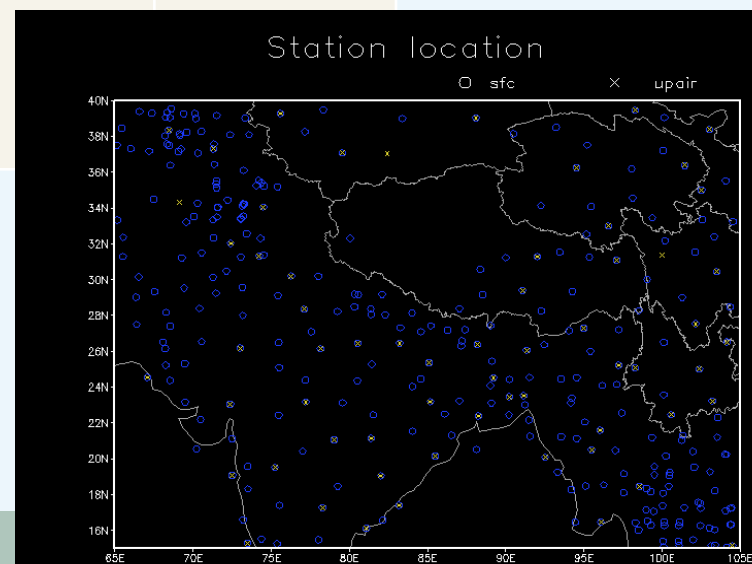 Station location
sfc upair
40N
38N
36N
34N
32N
30N
28N
26N
24N
22N
20N
18N
16N
65E 70E 75E 80E 85E 90E 95E 100E 105E